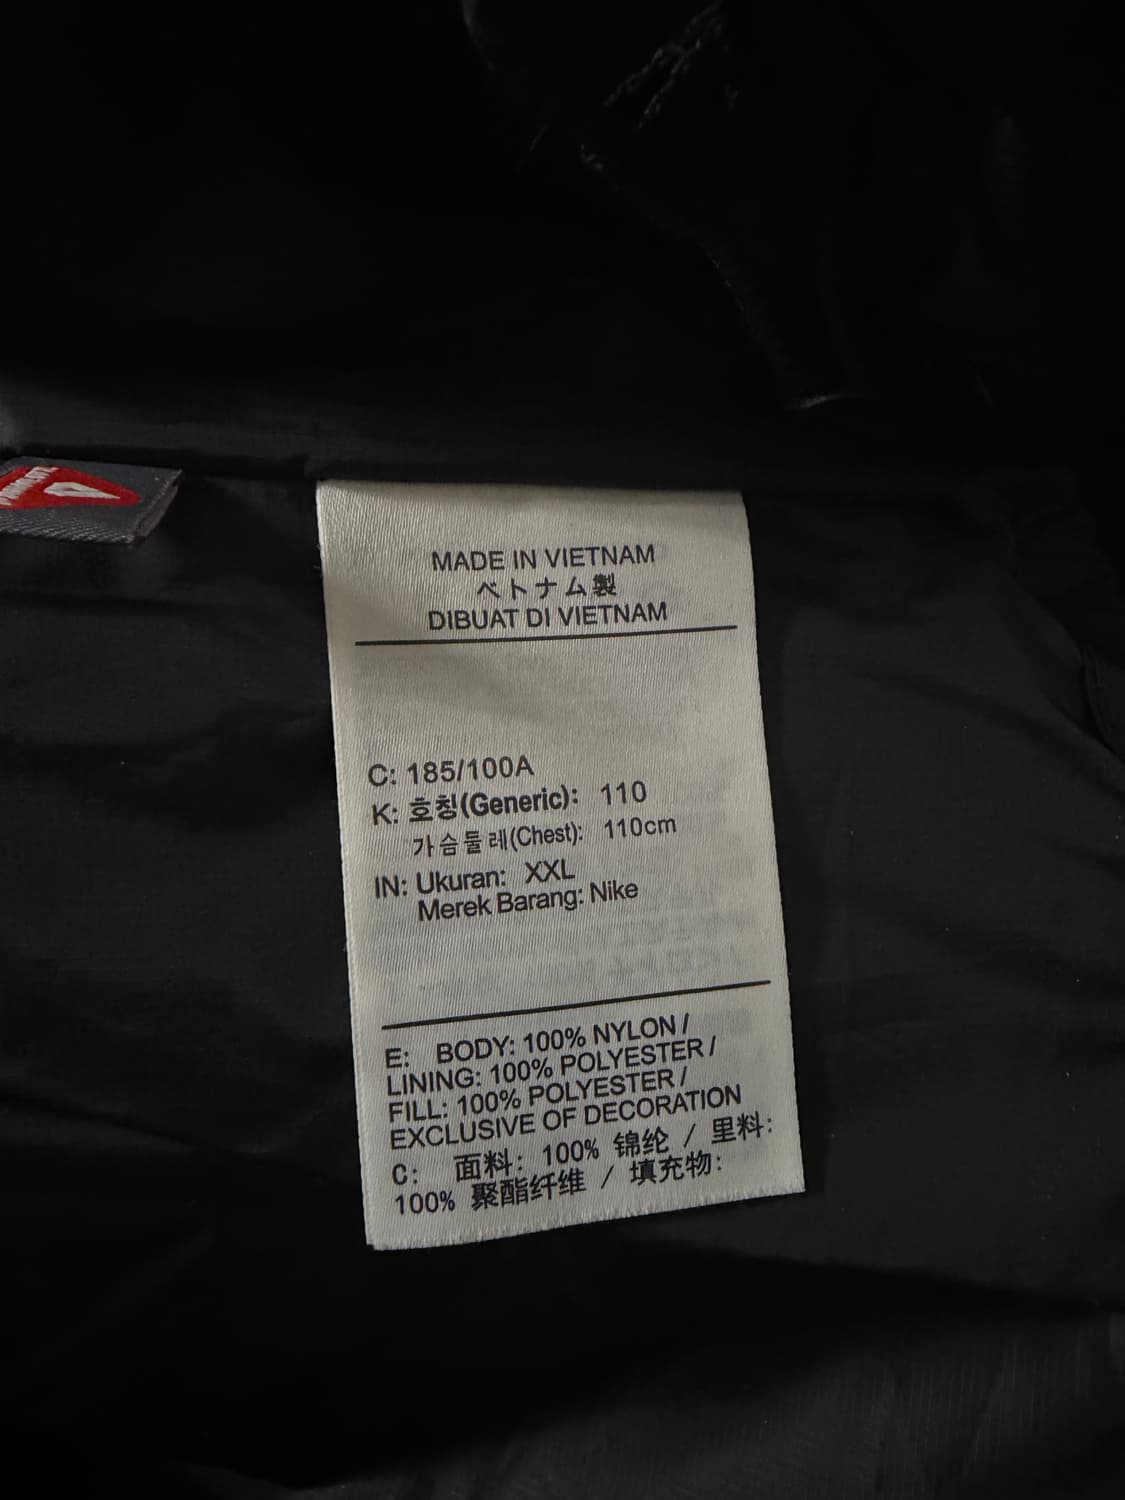 MADE IN VIETNAM
ベトナム製
DIBUAT DI VIETNAM
C: 185/100A
K: 호칭(Generic): 110
가슴둘레(Chest): 110cm
IN: Ukuran: XXL
Merek Barang: Nike
E: BODY: 100% NYLON /
LINING: 100% POLYESTER /
FILL: 100% POLYESTER /
EXCLUSIVE OF DECORATION
C: 面料: 100% 锦纶 / 里料:
100% 聚酯纤维 / 填充物: